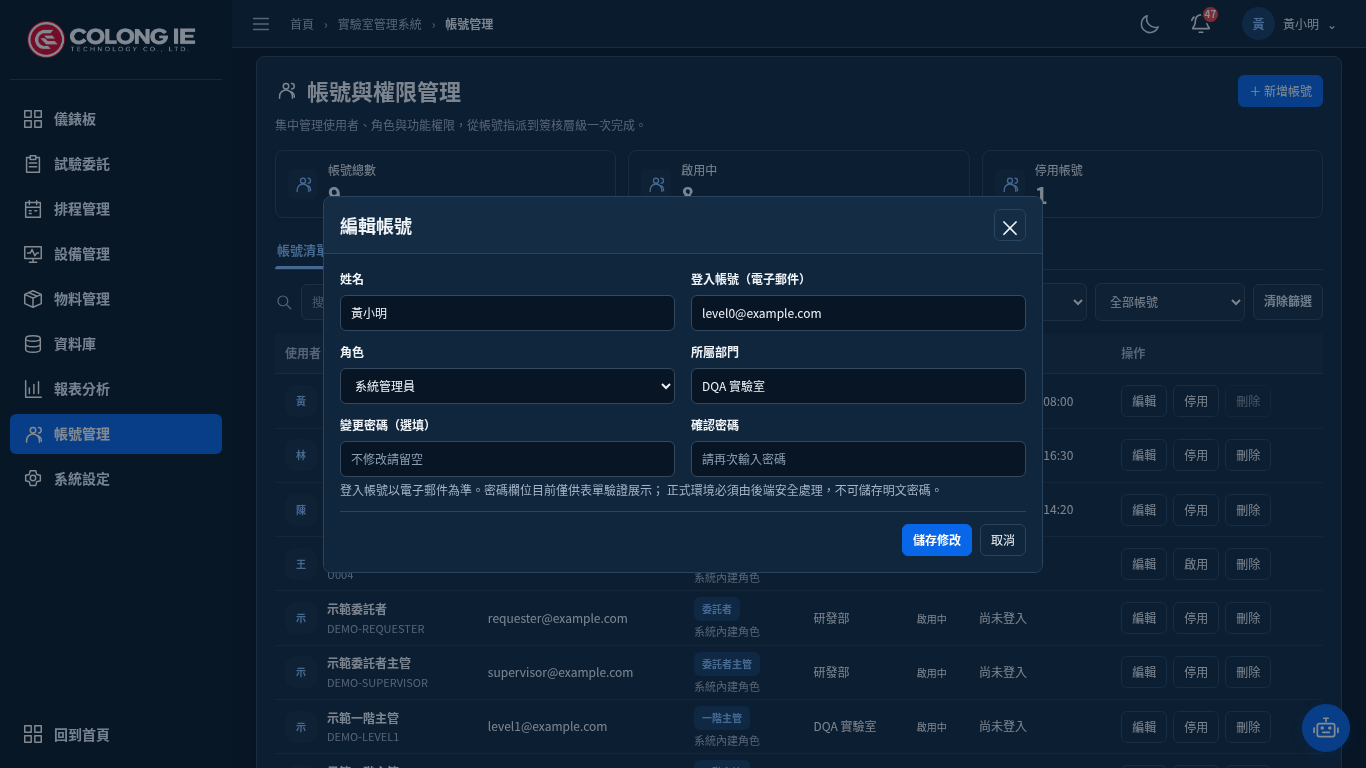 COLONG IE
TECHNOLOGY CO., LTD.
首頁 › 實驗室管理系統 › 帳號管理
47
黃 黃小明
儀錶板
試驗委託
排程管理
設備管理
物料管理
資料庫
報表分析
帳號管理
系統設定
回到首頁
帳號與權限管理
+ 新增帳號
集中管理使用者、角色與功能權限，從帳號指派到簽核層級一次完成。
帳號總數
9
啟用中
8
停用帳號
1
帳號清單
全部帳號
清除篩選
使用者
操作
編輯帳號
姓名
登入帳號（電子郵件）
黃小明
level0@example.com
角色
所屬部門
系統管理員
DQA 實驗室
變更密碼（選填）
確認密碼
不修改請留空
請再次輸入密碼
登入帳號以電子郵件為準。密碼欄位目前僅供表單驗證展示； 正式環境必須由後端安全處理，不可儲存明文密碼。
儲存修改
取消
黃 08:00 編輯 停用 刪除
林 16:30 編輯 停用 刪除
陳 14:20 編輯 停用 刪除
王 U004 系統內建角色 編輯 啟用 刪除
示 示範委託者 DEMO-REQUESTER requester@example.com 委託者 系統內建角色 研發部 啟用中 尚未登入 編輯 停用 刪除
示 示範委託者主管 DEMO-SUPERVISOR supervisor@example.com 委託者主管 系統內建角色 研發部 啟用中 尚未登入 編輯 停用 刪除
示 示範一階主管 DEMO-LEVEL1 level1@example.com 一階主管 系統內建角色 DQA 實驗室 啟用中 尚未登入 編輯 停用 刪除